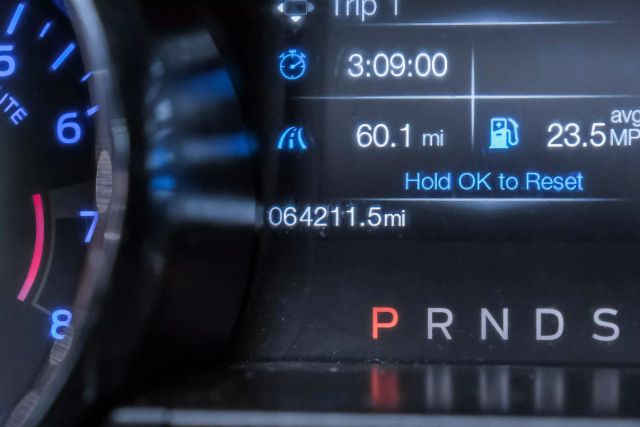 Trip 1
3:09:00
60.1 mi
23.5 avg
MP
Hold OK to Reset
064211.5mi
P R N D S
5
6
7
8